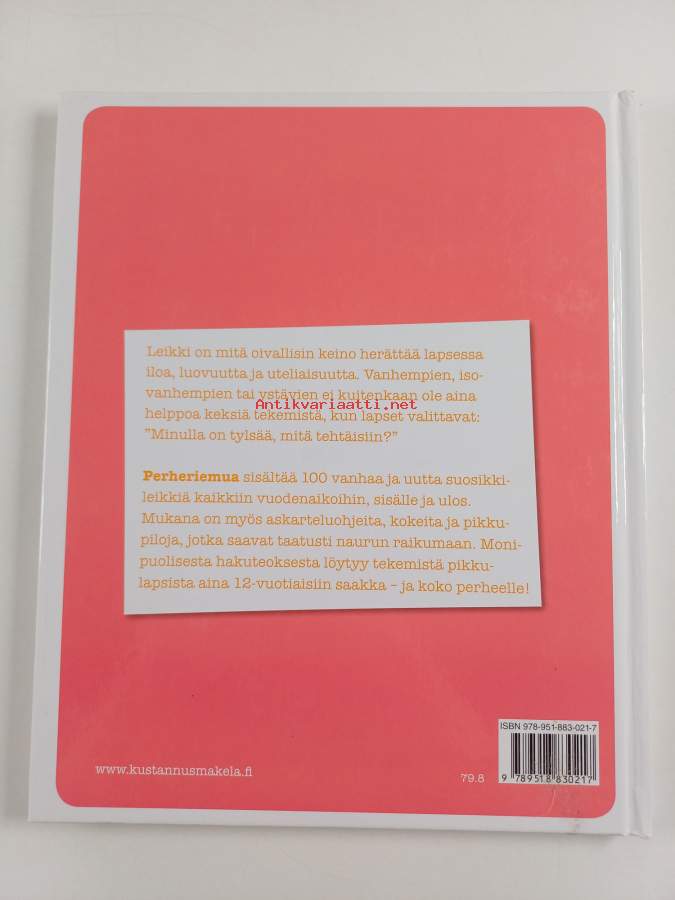 Leikki on mitä oivallisin keino herättää lapsessa
iloa, luovuutta ja uteliaisuutta. Vanhempien, iso-
vanhempien tai ystävien ei kuitenkaan ole aina
Antikvariaatti.net
helppoa keksiä tekemistä, kun lapset valittavat:
"Minulla on tylsää, mitä tehtäisiin?"
Perheriemua sisältää 100 vanhaa ja uutta suosikki-
leikkiä kaikkiin vuodenaikoihin, sisälle ja ulos.
Mukana on myös askarteluohjeita, kokeita ja pikku-
piloja, jotka saavat taatusti naurun raikumaan. Moni-
puolisesta hakuteoksesta löytyy tekemistä pikku-
lapsista aina 12-vuotiaisiin saakka – ja koko perheelle!
ISBN 978-951-883-021-7
www.kustannusmakela.fi
79.8
9 789518 830217